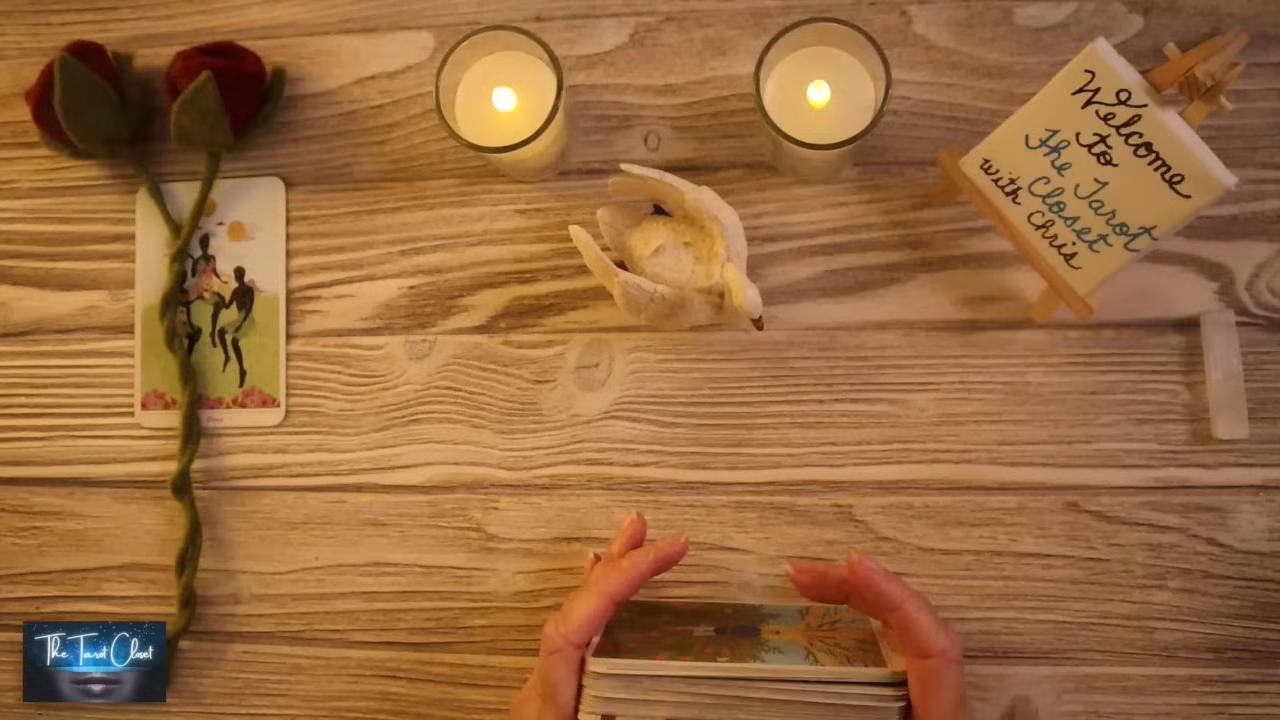 Welcome
to
The Tarot
Closet
with Chris
The Tarot Closet